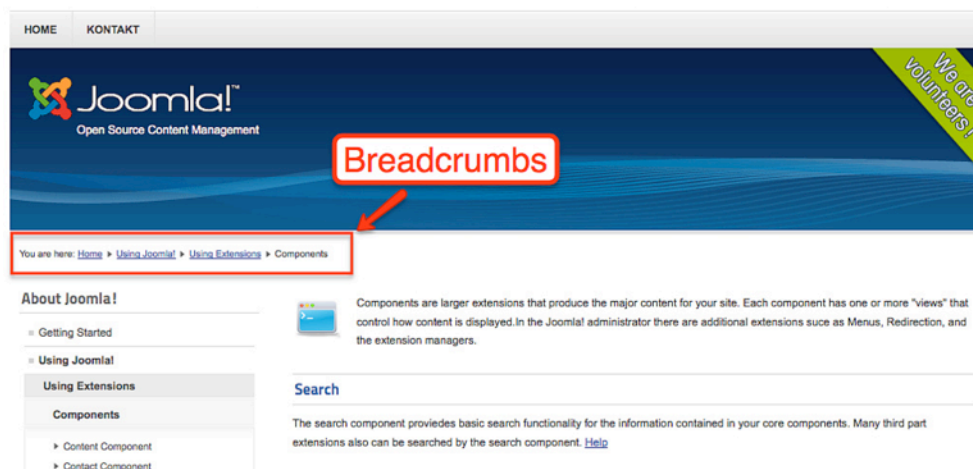 HOME KONTAKT
We are
volunteers!
Joomla!™
Open Source Content Management
Breadcrumbs
You are here: Home ▸ Using Joomla! ▸ Using Extensions ▸ Components
About Joomla!
Getting Started
Using Joomla!
Using Extensions
Components
Content Component
Contact Component
Components are larger extensions that produce the major content for your site. Each component has one or more "views" that
control how content is displayed.In the Joomla! administrator there are additional extensions suce as Menus, Redirection, and
the extension managers.
Search
The search component proviedes basic search functionality for the information contained in your core components. Many third part
extensions also can be searched by the search component. Help